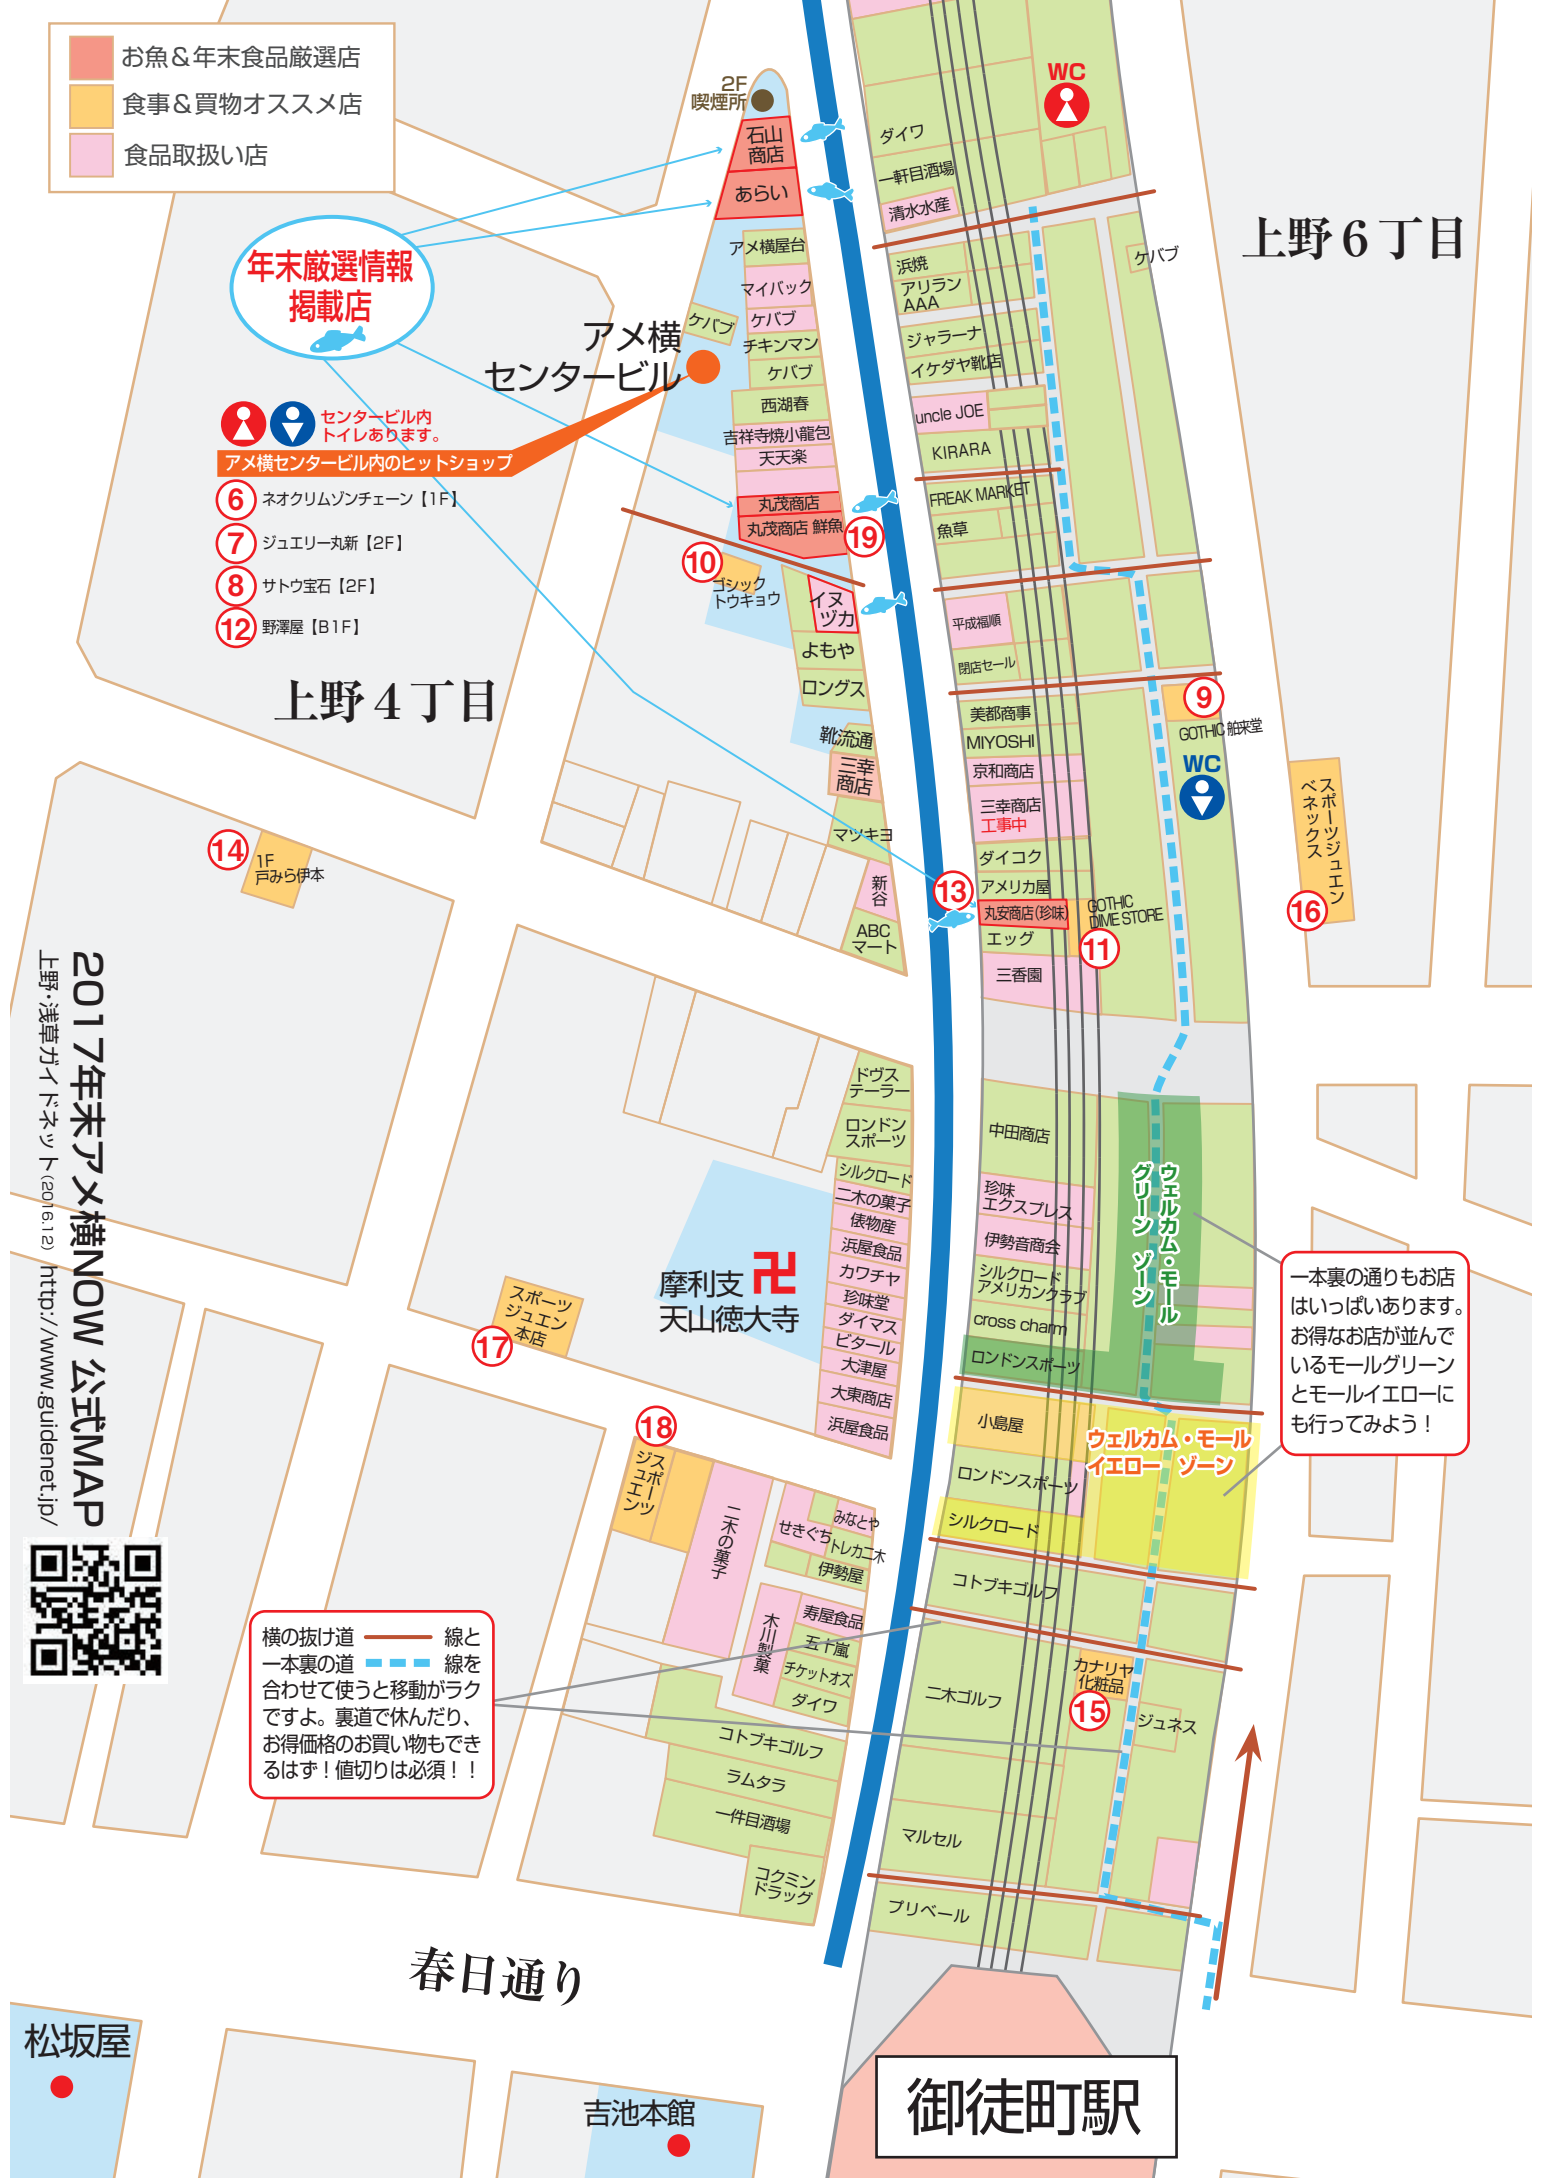 お魚＆年末食品厳選店
食事＆買物オススメ店
食品取扱い店
年末厳選情報
掲載店
2F
喫煙所
石山
商店
あらい
アメ横屋台
マイバック
ケバブ
ケバブ
チキンマン
ケバブ
西湖春
吉祥寺焼小龍包
天天楽
丸茂商店
丸茂商店 鮮魚
19
アメ横
センタービル
センタービル内
トイレあります。
アメ横センタービル内のヒットショップ
6 ネオクリムゾンチェーン【1F】
7 ジュエリー丸新【2F】
8 サトウ宝石【2F】
12 野澤屋【B1F】
10
ゴシック
トウキョウ
イヌ
ヅカ
よもや
ロングス
靴流通
三幸
商店
マツキヨ
新谷
ABC
マート
上野４丁目
14
1F
戸みら伊本
WC
ダイワ
一軒目酒場
清水水産
浜焼
アリラン
AAA
ジャラーナ
イケダヤ靴店
uncle JOE
KIRARA
FREAK MARKET
魚草
平成福順
閉店セール
美都商事
MIYOSHI
京和商店
三幸商店
工事中
ダイコク
アメリカ屋
13
丸安商店(珍味)
エッグ
三香園
GOTHIC
DIME STORE
11
上野６丁目
ケバブ
9
GOTHIC 舶来堂
WC
スポーツジュエン
ベネックス
16
2017年末アメ横NOW 公式MAP
上野・浅草ガイドネット(2016.12) http://www.guidenet.jp/
ドヴス
テーラー
ロンドン
スポーツ
シルクロード
二木の菓子
俵物産
浜屋食品
カワチヤ
珍味堂
ダイマス
ビタール
大津屋
大東商店
浜屋食品
摩利支
天山徳大寺
スポーツ
ジュエン
本店
17
18
スポーツ
ジュエン
二木の菓子
せきぐち
みなとや
トレカ二木
伊勢屋
木川製菓
寿屋食品
五十嵐
チケットオズ
ダイワ
コトブキゴルフ
ラムタラ
一件目酒場
コクミン
ドラッグ
中田商店
珍味
エクスプレス
伊勢音商会
シルクロード
アメリカンクラブ
cross charm
ロンドンスポーツ
ウェルカム・モール
グリーン ゾーン
小島屋
ロンドンスポーツ
シルクロード
ウェルカム・モール
イエロー ゾーン
コトブキゴルフ
二木ゴルフ
カナリヤ
化粧品
15
ジュネス
マルセル
プリベール
一本裏の通りもお店
はいっぱいあります。
お得なお店が並んで
いるモールグリーン
とモールイエローに
も行ってみよう！
横の抜け道 線と
一本裏の道 線を
合わせて使うと移動がラク
ですよ。裏道で休んだり、
お得価格のお買い物もでき
るはず！値切りは必須！！
春日通り
松坂屋
吉池本館
御徒町駅